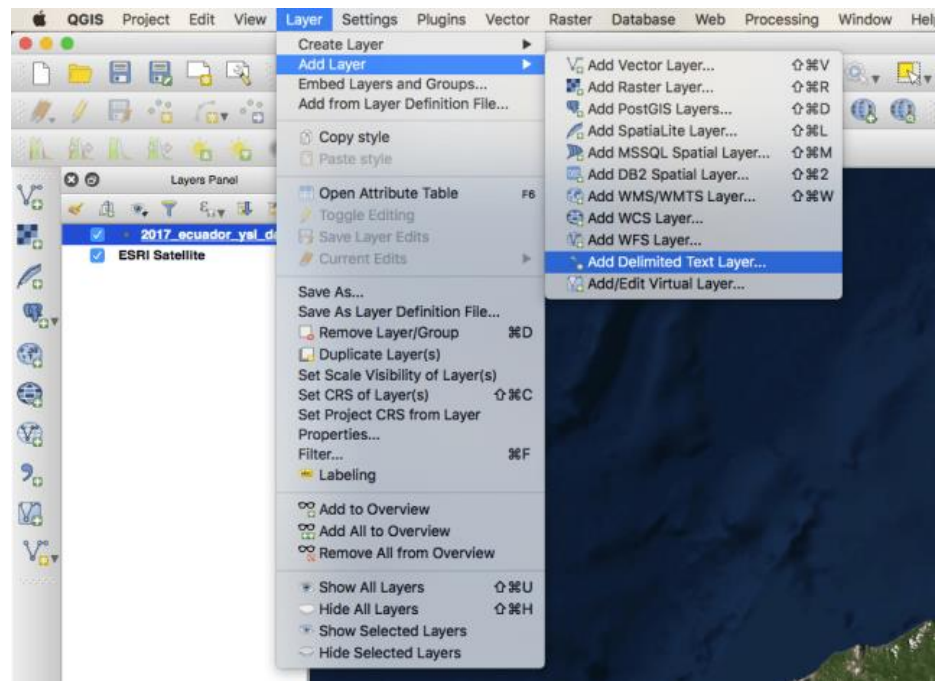 QGIS Project Edit View Layer Settings Plugins Vector Raster Database Web Processing Window Help
Create Layer
Add Layer
Embed Layers and Groups...
Add from Layer Definition File...
Copy style
Paste style
Open Attribute Table F6
Toggle Editing
Save Layer Edits
Current Edits
Save As...
Save As Layer Definition File...
Remove Layer/Group ⌘D
Duplicate Layer(s)
Set Scale Visibility of Layer(s)
Set CRS of Layer(s) ⇧⌘C
Set Project CRS from Layer
Properties...
Filter... ⌘F
Labeling
Add to Overview
Add All to Overview
Remove All from Overview
Show All Layers ⇧⌘U
Hide All Layers ⇧⌘H
Show Selected Layers
Hide Selected Layers
Add Vector Layer... ⇧⌘V
Add Raster Layer... ⇧⌘R
Add PostGIS Layers... ⇧⌘D
Add SpatiaLite Layer... ⇧⌘L
Add MSSQL Spatial Layer... ⇧⌘M
Add DB2 Spatial Layer... ⇧⌘2
Add WMS/WMTS Layer... ⇧⌘W
Add WCS Layer...
Add WFS Layer...
Add Delimited Text Layer...
Add/Edit Virtual Layer...
Layers Panel
2017_ecuador_ysi_da
ESRI Satellite